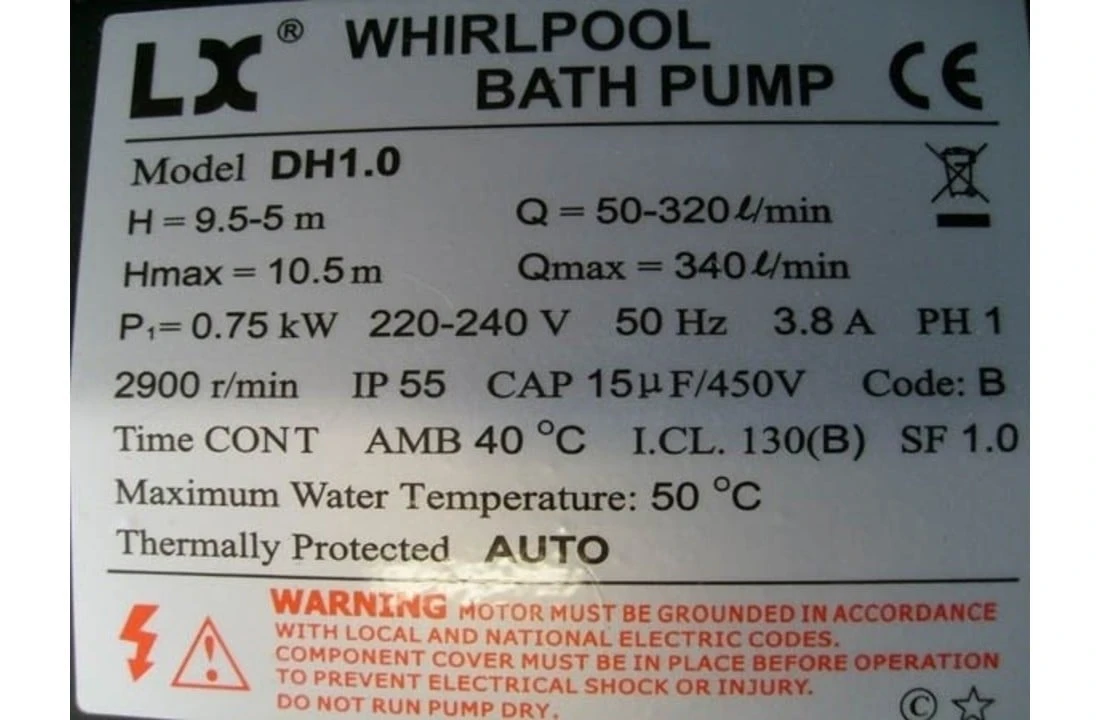 LX® WHIRLPOOL
BATH PUMP CE
Model DH1.0
H = 9.5-5 m Q = 50-320ℓ/min
Hmax = 10.5 m Qmax = 340ℓ/min
P₁= 0.75 kW 220-240 V 50 Hz 3.8 A PH 1
2900 r/min IP 55 CAP 15µF/450V Code: B
Time CONT AMB 40 °C I.CL. 130(B) SF 1.0
Maximum Water Temperature: 50 °C
Thermally Protected AUTO
WARNING MOTOR MUST BE GROUNDED IN ACCORDANCE
WITH LOCAL AND NATIONAL ELECTRIC CODES.
COMPONENT COVER MUST BE IN PLACE BEFORE OPERATION
TO PREVENT ELECTRICAL SHOCK OR INJURY.
DO NOT RUN PUMP DRY. © ☆